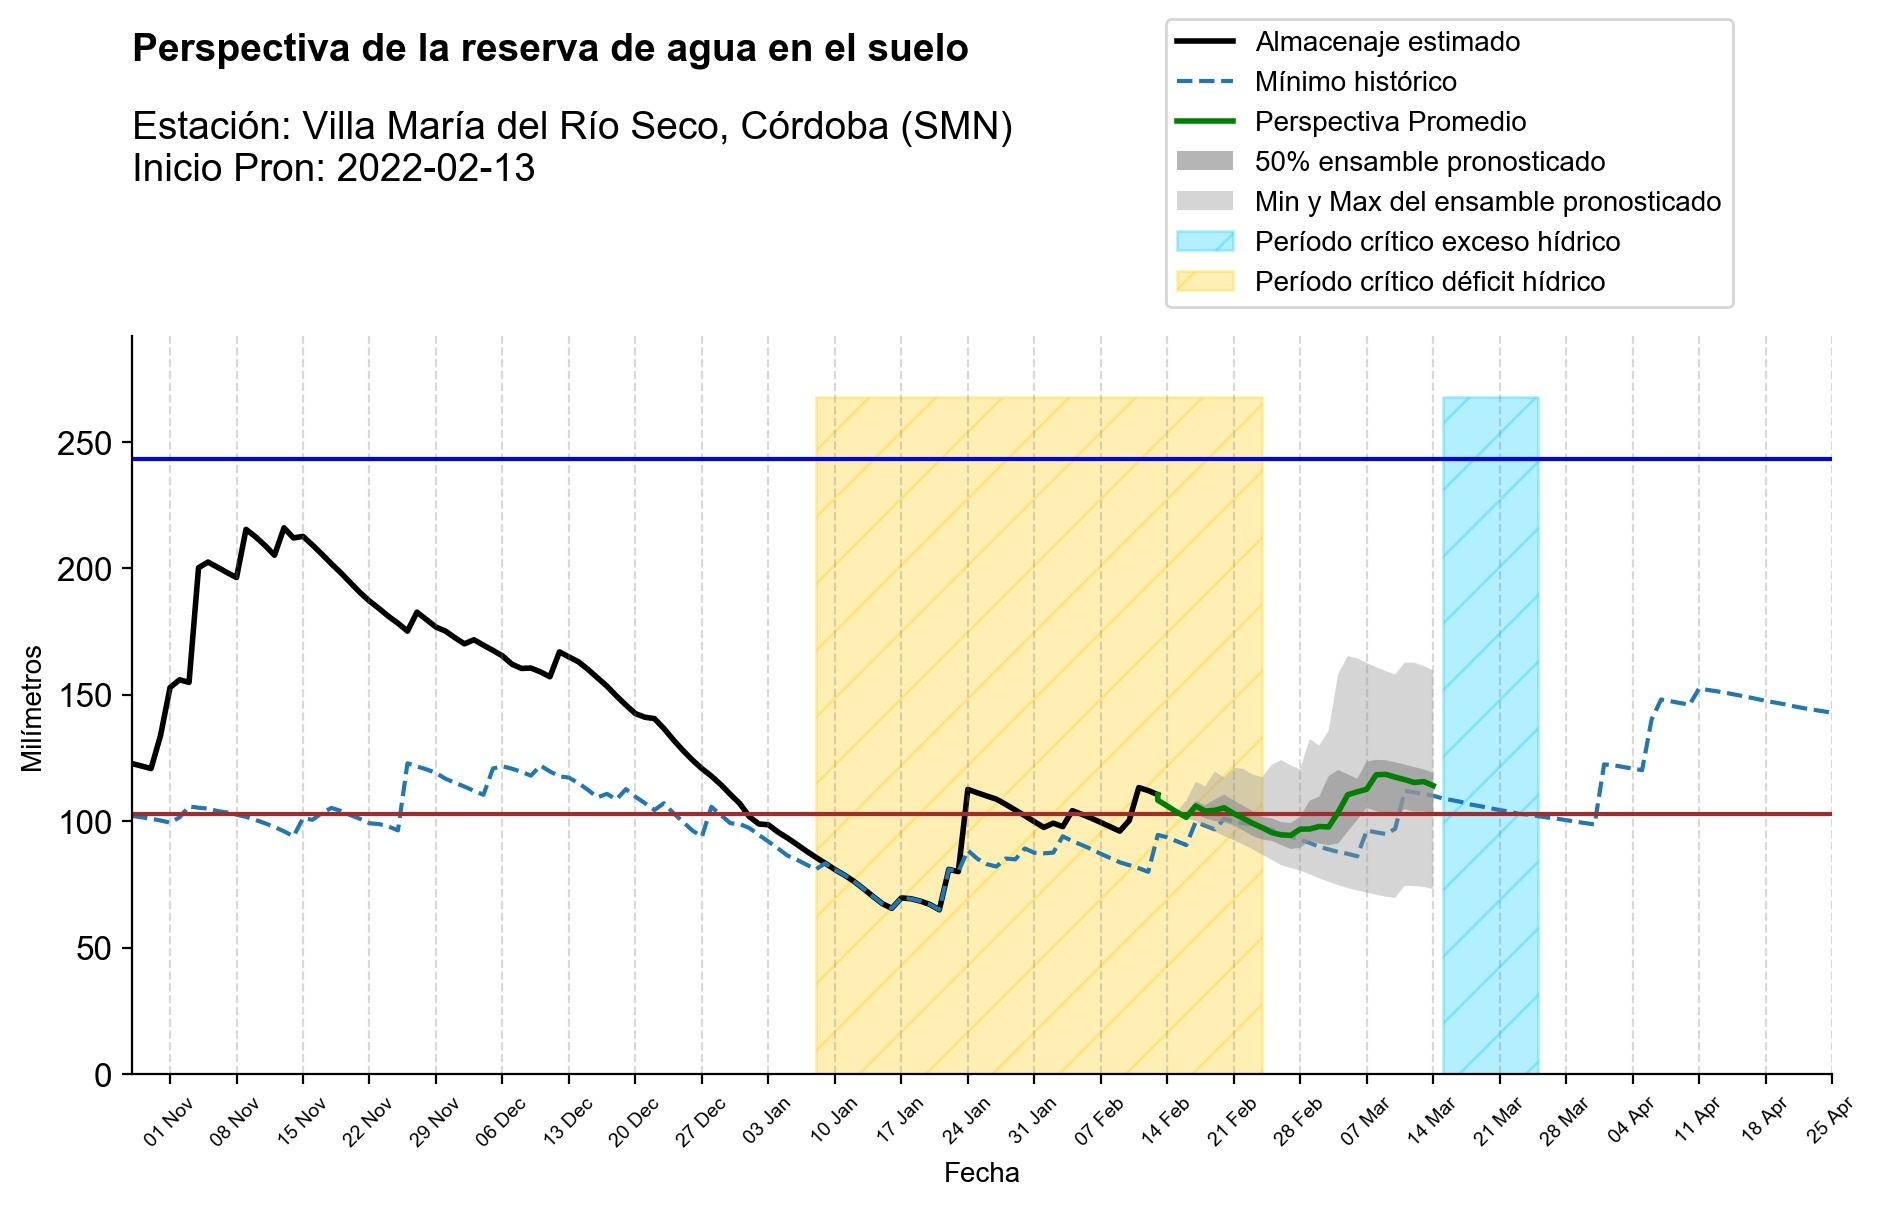 Perspectiva de la reserva de agua en el suelo
Estación: Villa María del Río Seco, Córdoba (SMN)
Inicio Pron: 2022-02-13
Almacenaje estimado
Mínimo histórico
Perspectiva Promedio
50% ensamble pronosticado
Min y Max del ensamble pronosticado
Período crítico exceso hídrico
Período crítico déficit hídrico
Milímetros
250
200
150
100
50
0
01 Nov
08 Nov
15 Nov
22 Nov
29 Nov
06 Dec
13 Dec
20 Dec
27 Dec
03 Jan
10 Jan
17 Jan
24 Jan
31 Jan
07 Feb
14 Feb
21 Feb
28 Feb
07 Mar
14 Mar
21 Mar
28 Mar
04 Apr
11 Apr
18 Apr
25 Apr
Fecha